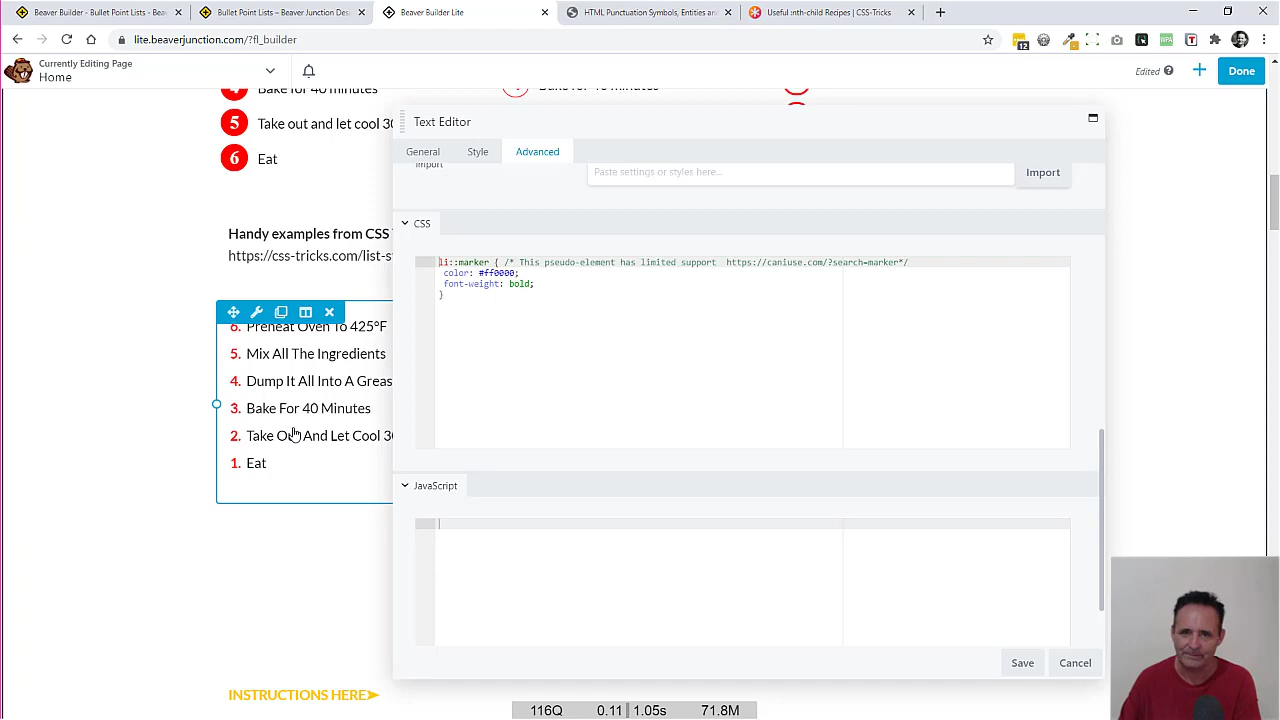 Beaver Builder - Bullet Point Lists - Bea
Bullet Point Lists – Beaver Junction Des
Beaver Builder Lite
HTML Punctuation Symbols, Entities an
Useful :nth-child Recipes | CSS-Tricks
lite.beaverjunction.com/?fl_builder
12
WPA
Currently Editing Page
Home
Edited
Done
4 Bake for 40 minutes
5 Take out and let cool 30
6 Eat
Handy examples from CSS
https://css-tricks.com/list-s
6. Preheat Oven To 425°F
5. Mix All The Ingredients
4. Dump It All Into A Greas
3. Bake For 40 Minutes
2. Take Out And Let Cool 30
1. Eat
INSTRUCTIONS HERE➤
Text Editor
General Style Advanced
Import
Paste settings or styles here...
Import
CSS
li::marker { /* This pseudo-element has limited support  https://caniuse.com/?search=marker*/
color: #ff0000;
font-weight: bold;
}
JavaScript
Save Cancel
116Q 0.11 1.05s 71.8M